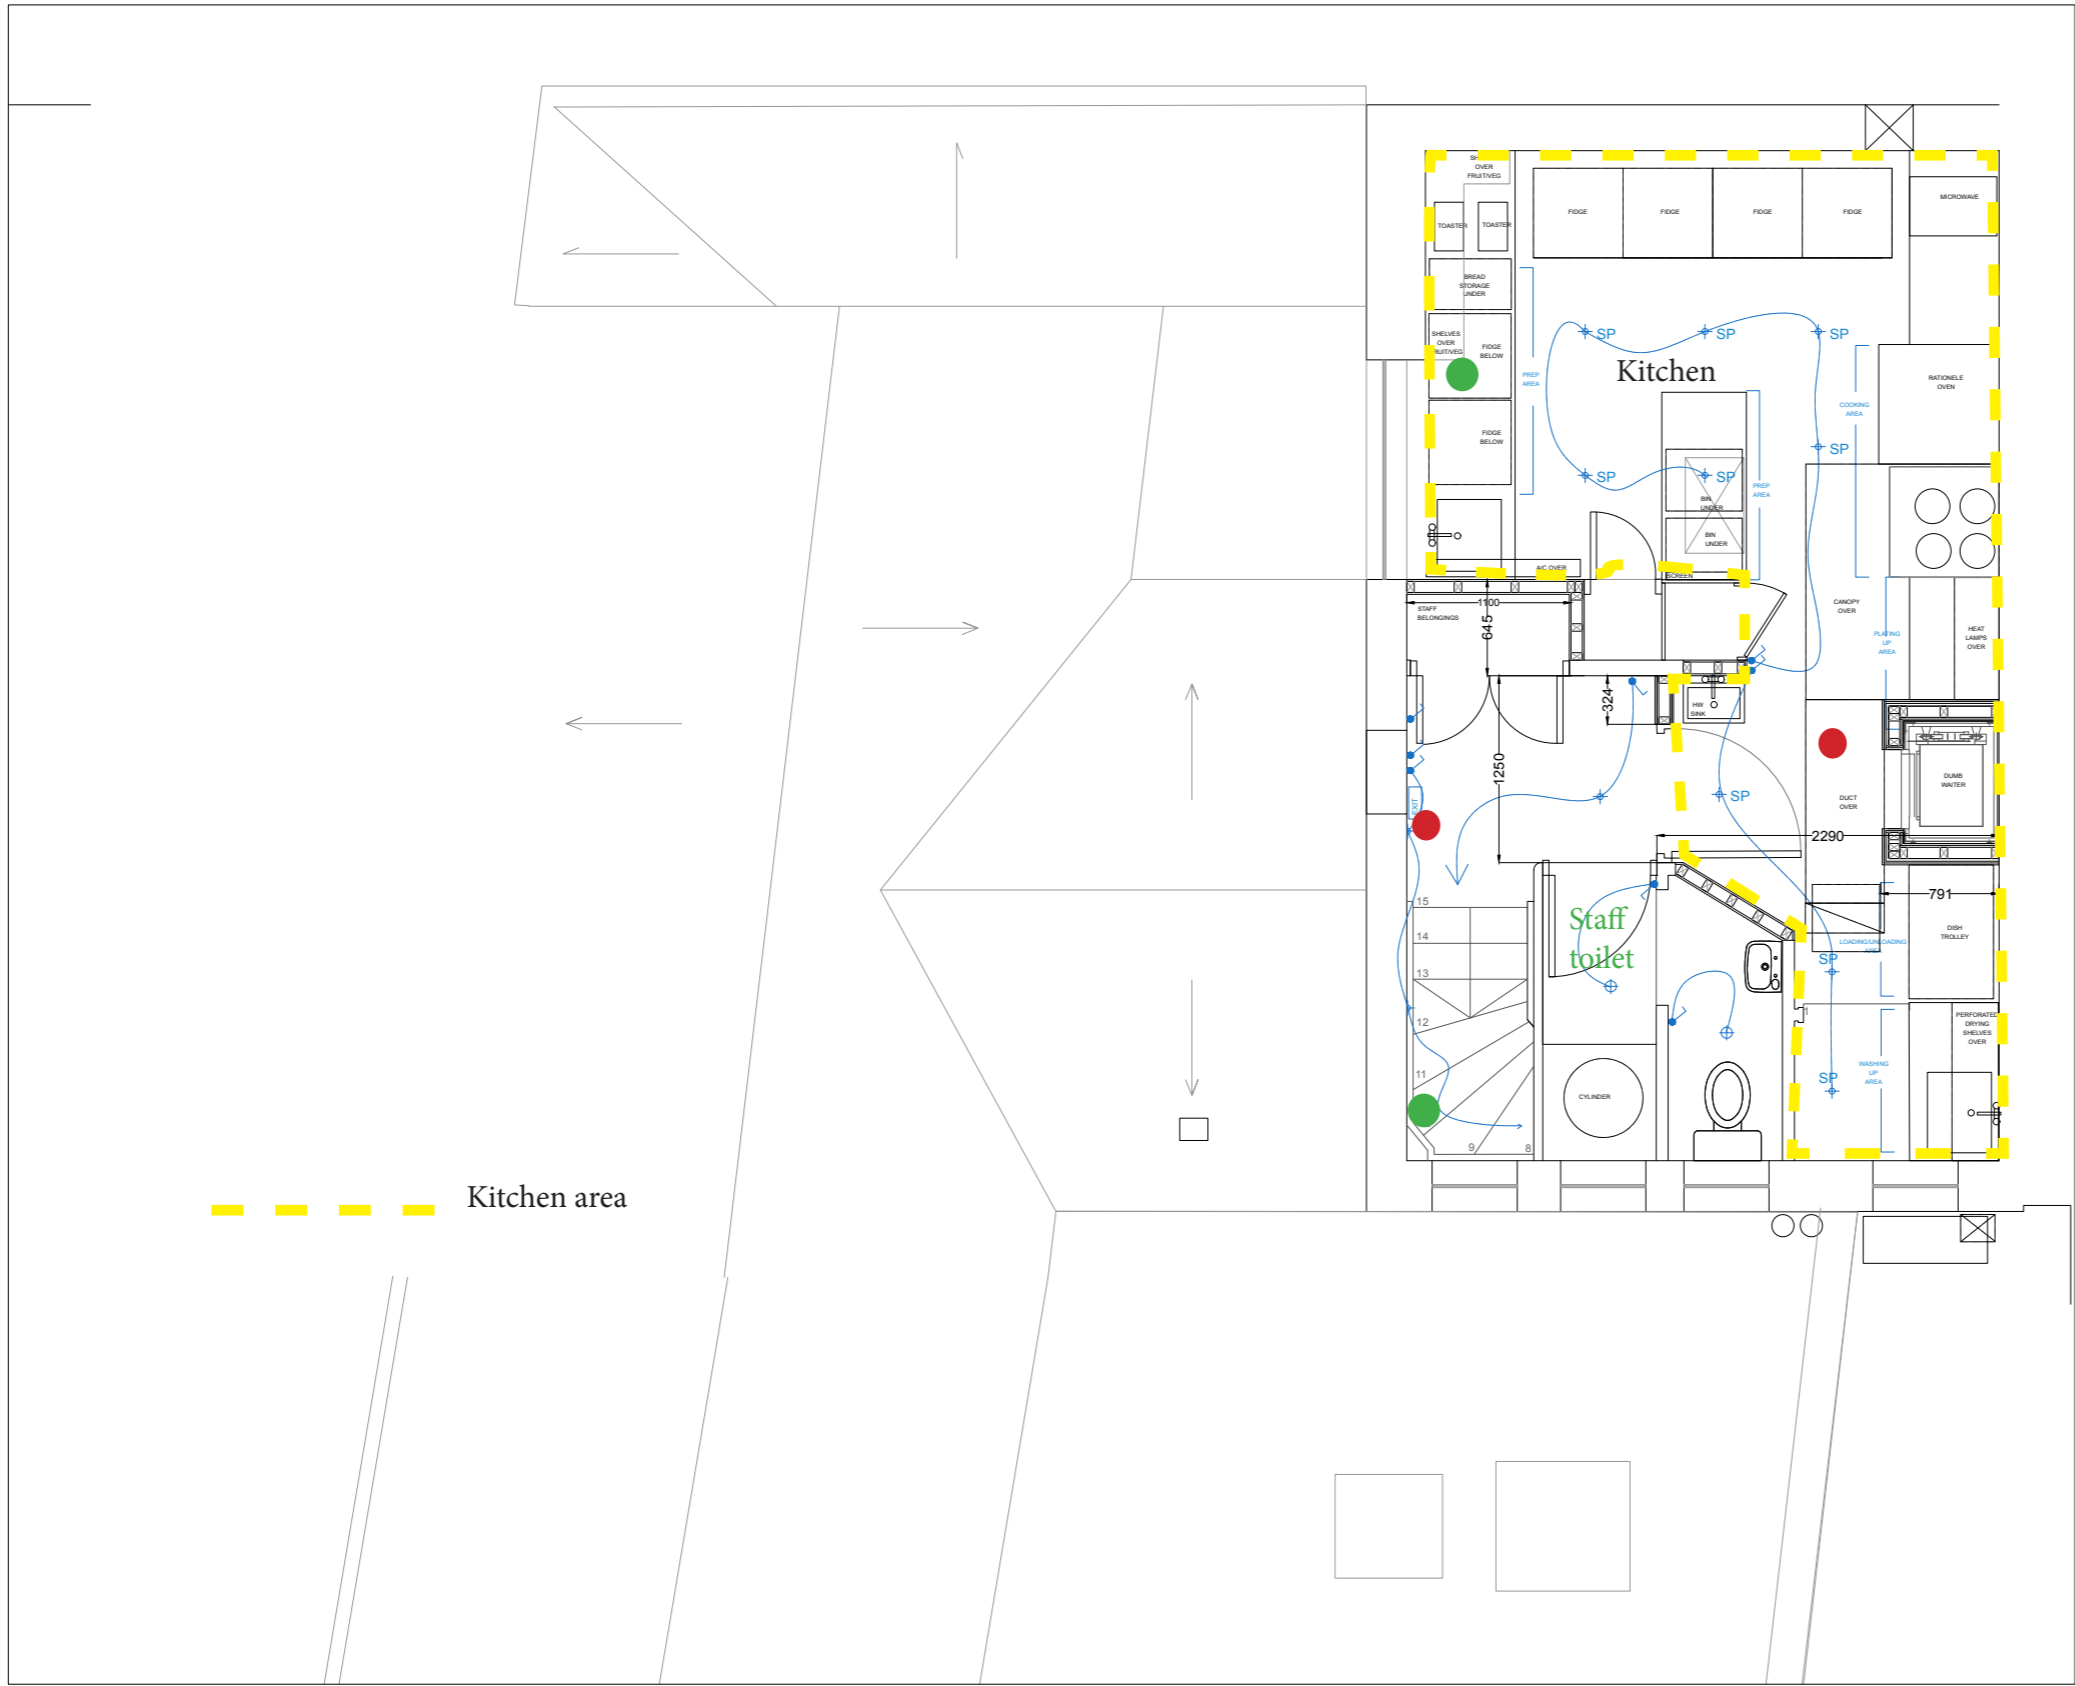 OVER
FRUIT/VEG
FIDGE
FIDGE
FIDGE
FIDGE
MICROWAVE
TOASTER
TOASTER
BREAD
STORAGE
UNDER
SHELVES
OVER
FIDGE
BELOW
PREP
AREA
SP
SP
SP
Kitchen
RATIONELE
OVEN
COOKING
AREA
FIDGE
BELOW
SP
SP
SP
BIN
UNDER
PREP
AREA
BIN
UNDER
A/C OVER
SCREEN
STAFF
BELONGINGS
1100
645
CANOPY
OVER
PLATING
UP
AREA
HEAT
LAMPS
OVER
324
HW
SINK
1250
EXIT
SP
DUCT
OVER
DUMB
WAITER
2290
791
15
14
13
12
11
9
8
Staff
toilet
DISH
TROLLEY
LOADING/UNLOADING
AREA
SP
1
PERFORATED
DRYING
SHELVES
OVER
WASHING
UP
AREA
SP
CYLINDER
Kitchen area